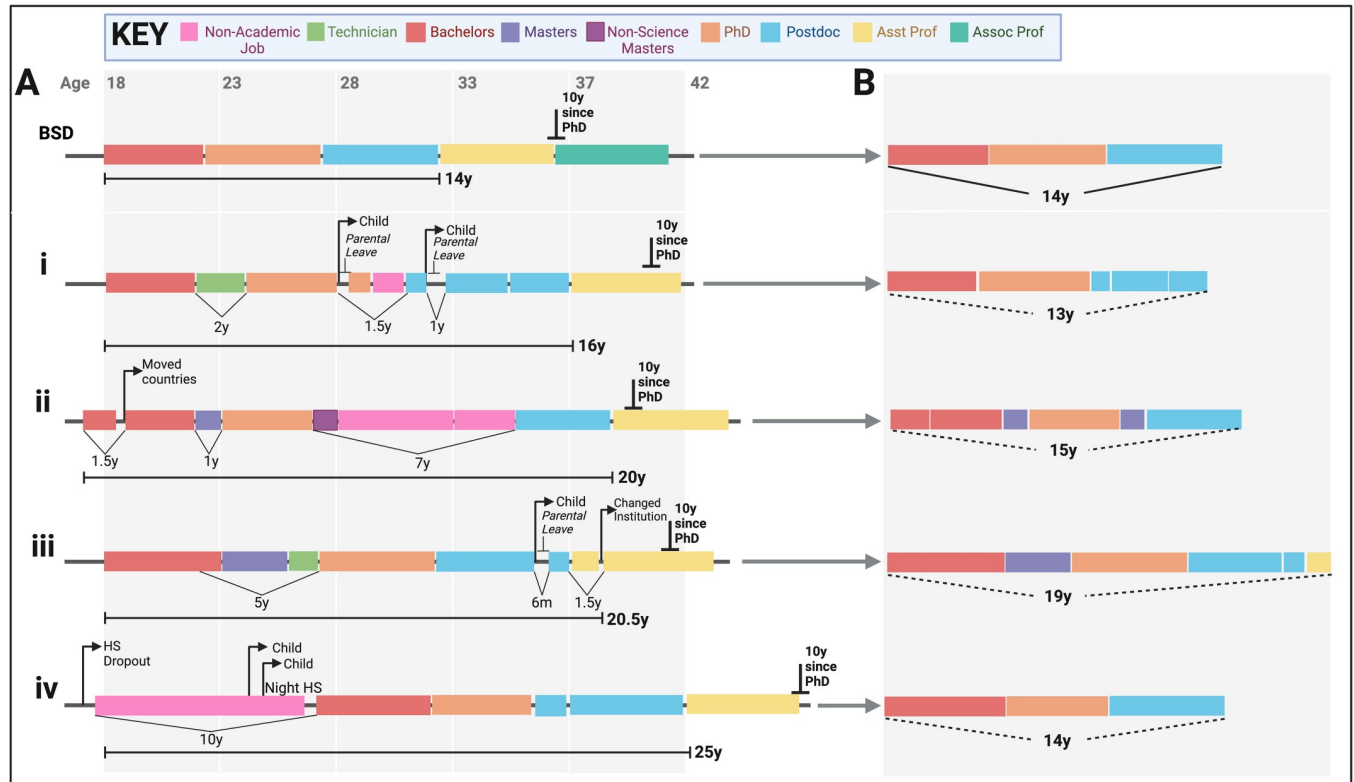 KEY
Non-Academic
Job
Technician
Bachelors
Masters
Non-Science
Masters
PhD
Postdoc
Asst Prof
Assoc Prof
A
Age 18 23 28 33 37 42
B
BSD
10y
since
PhD
14y
14y
i
Child
Parental
Leave
Child
Parental
Leave
10y
since
PhD
2y
1.5y
1y
16y
13y
ii
Moved
countries
10y
since
PhD
1.5y
1y
7y
20y
15y
iii
Child
Parental
Leave
Changed
Institution
10y
since
PhD
5y
6m
1.5y
20.5y
19y
iv
HS
Dropout
Child
Child
Night HS
10y
since
PhD
10y
25y
14y